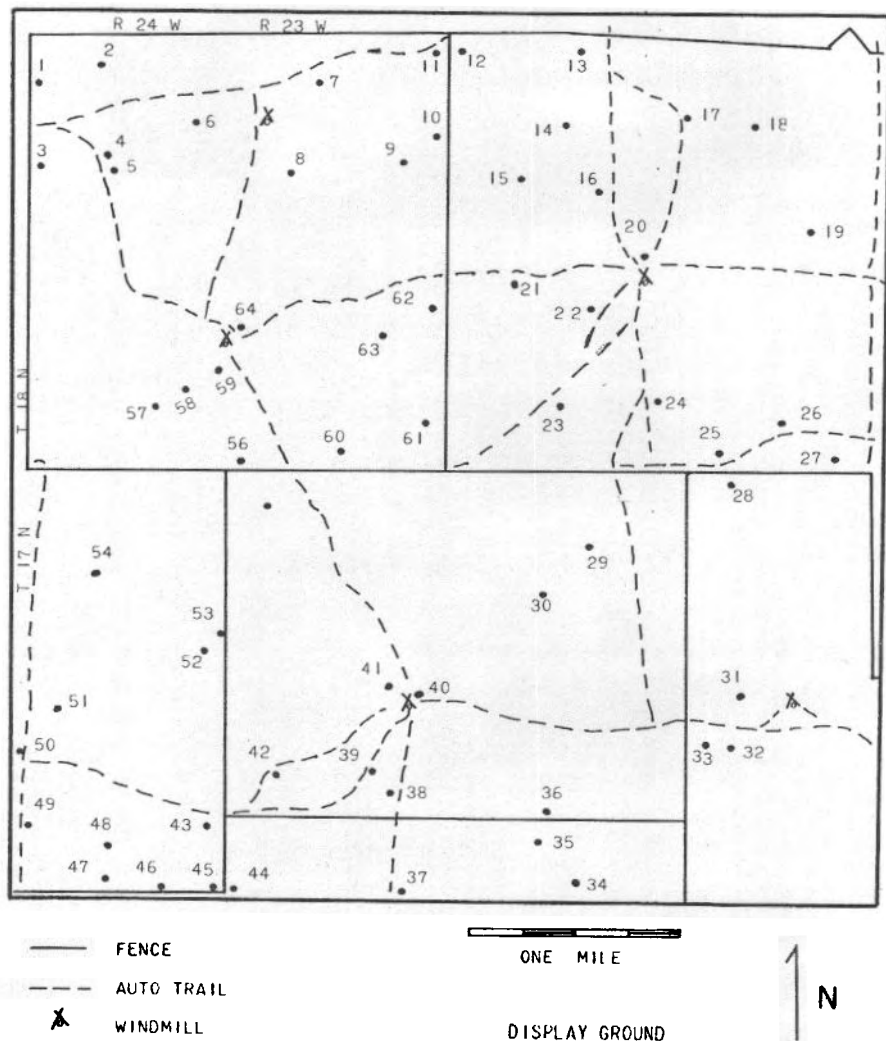 R 24 W R 23 W
1 2 7 11 12 13
6 10 14 17 18
3 4 5 8 9 15 16
20 19
64 62 21 22
63
T 18 N
57 58 59 23 24 26
56 60 61 25 27
28
T 17 N
54 29
53 30
52
51 41 40 31
50 42 39 33 32
49 48 43 38 36
35
47 46 45 44 37 34
FENCE
AUTO TRAIL
WINDMILL
ONE MILE
DISPLAY GROUND
N